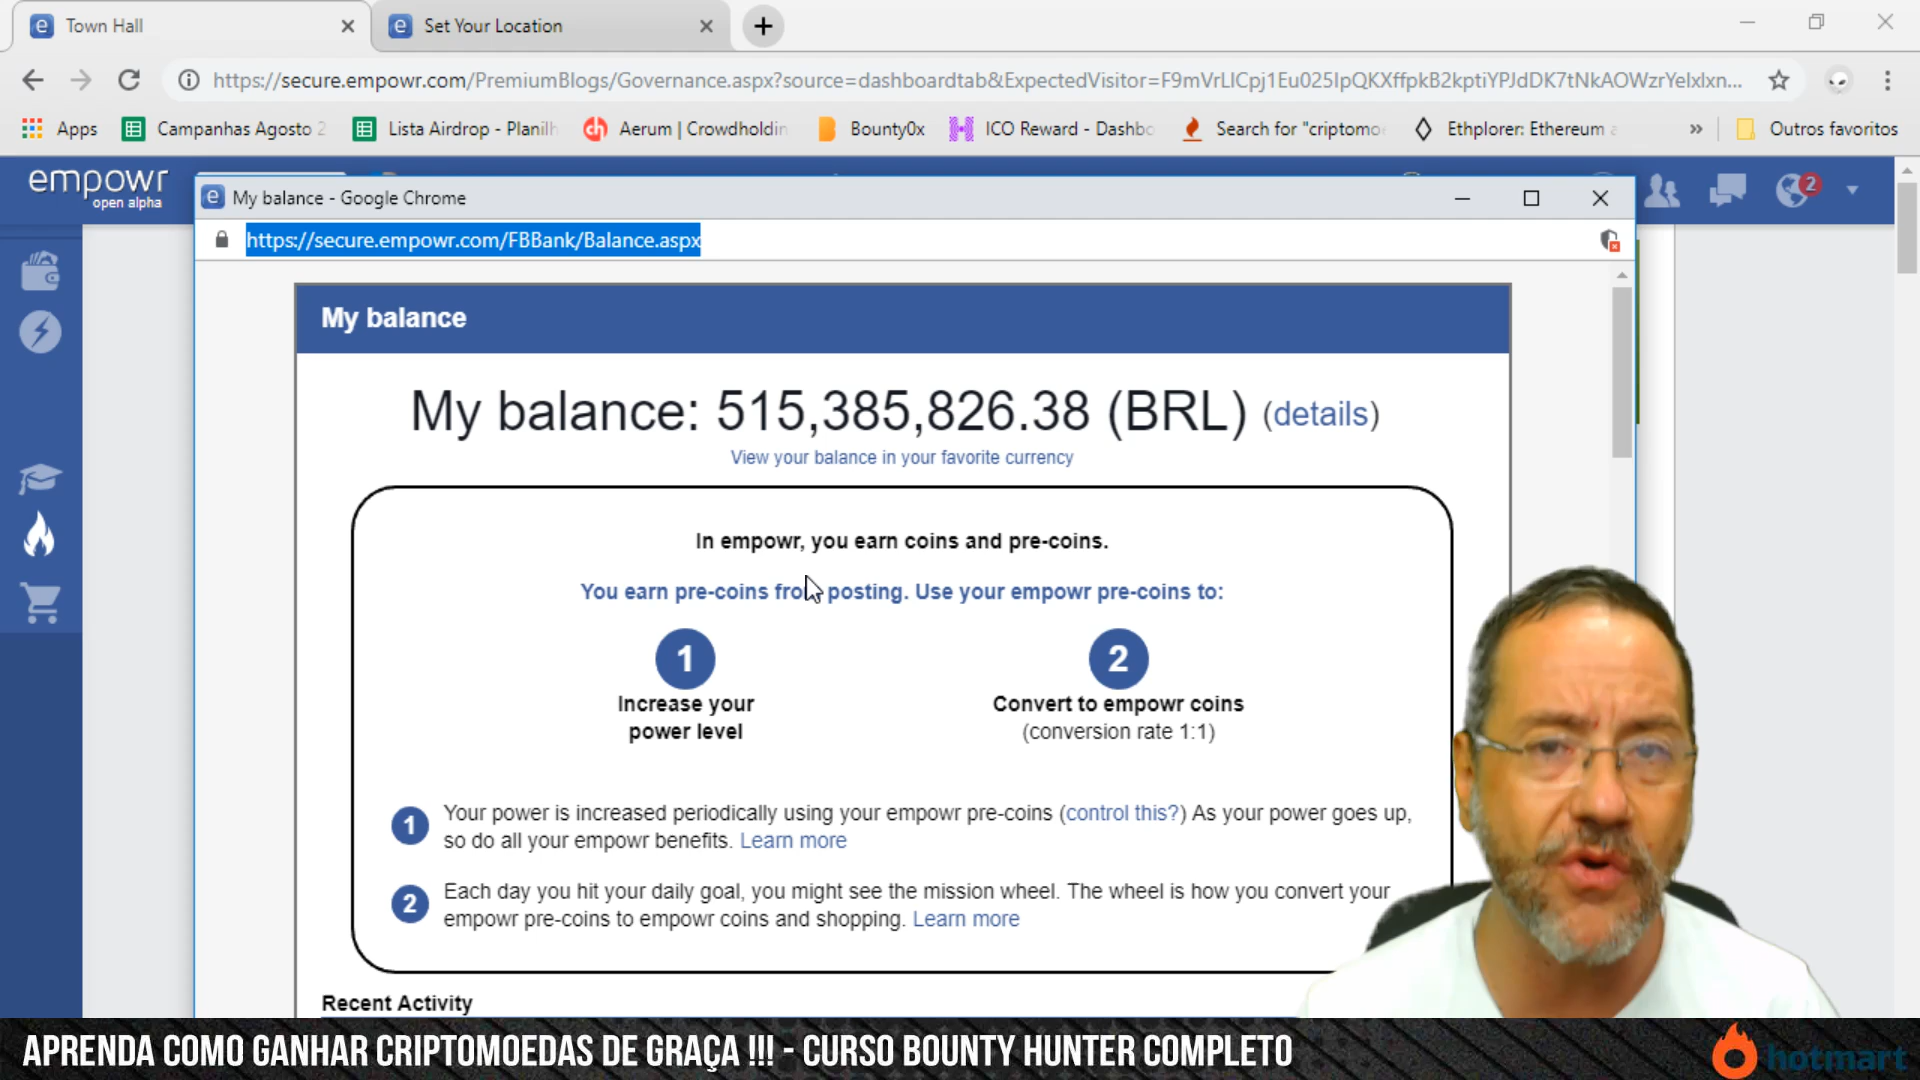 Town Hall
Set Your Location
https://secure.empowr.com/PremiumBlogs/Governance.aspx?source=dashboardtab&ExpectedVisitor=
Apps
Campanhas Agosto 2
Lista Airdrop - Planilh
Aerum | Crowdholdin
Bounty0x
ICO Reward - Dashbo
Search for "criptomo
Ethplorer: Ethereum a
»
Outros favoritos
empowr
open alpha
2
My balance - Google Chrome
https://secure.empowr.com/FBBank/Balance.aspx
My balance
My balance: 515,385,826.38 (BRL) (details)
View your balance in your favorite currency
In empowr, you earn coins and pre-coins.
You earn pre-coins from posting. Use your empowr pre-coins to:
1
2
Increase your
power level
Convert to empowr coins
(conversion rate 1:1)
1
Your power is increased periodically using your empowr pre-coins (control this?) As your power goes up,
so do all your empowr benefits. Learn more
2
Each day you hit your daily goal, you might see the mission wheel. The wheel is how you convert your
empowr pre-coins to empowr coins and shopping. Learn more
Recent Activity
APRENDA COMO GANHAR CRIPTOMOEDAS DE GRAÇA !!! - CURSO BOUNTY HUNTER COMPLETO
hotmart